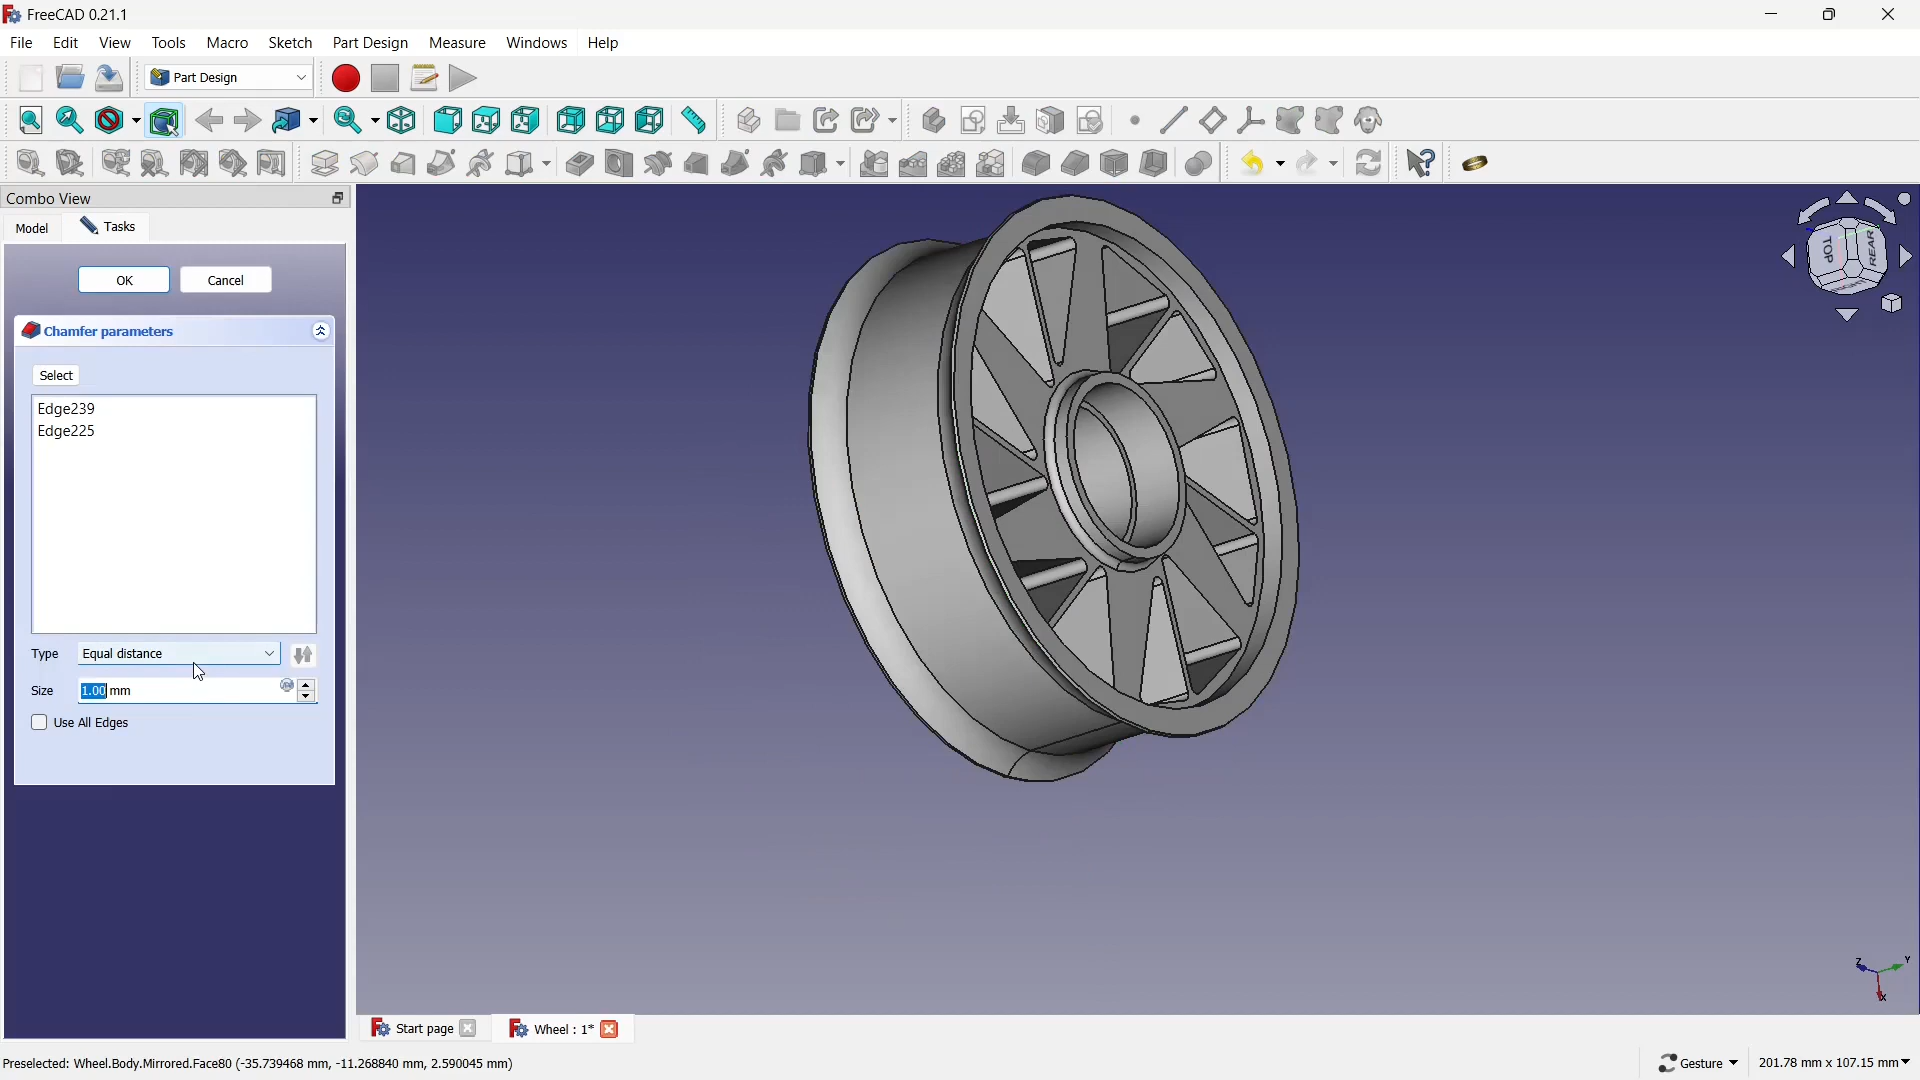 FreeCAD 0.21.1
File Edit View Tools Macro Sketch Part Design Measure Windows Help
Part Design
Combo View
Model Tasks
OK Cancel
Chamfer parameters
Select
Edge239
Edge225
Type Equal distance
Size 1.00 mm
Use All Edges
TOP REAR RIGHT
Z Y X
Start page Wheel : 1*
Preselected: Wheel.Body.Mirrored.Face80 (-35.739468 mm, -11.268840 mm, 2.590045 mm)
Gesture 201.78 mm x 107.15 mm